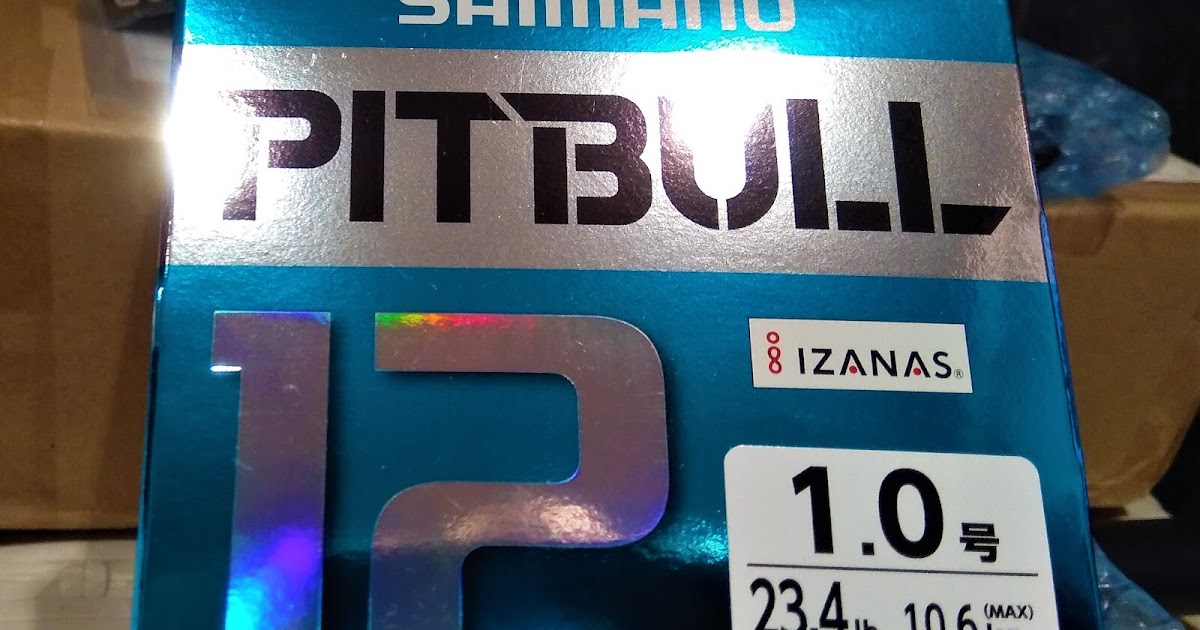 SHIMANO
PITBULL
12
IZANAS®
1.0号
23.4lb 10.6 (MAX)